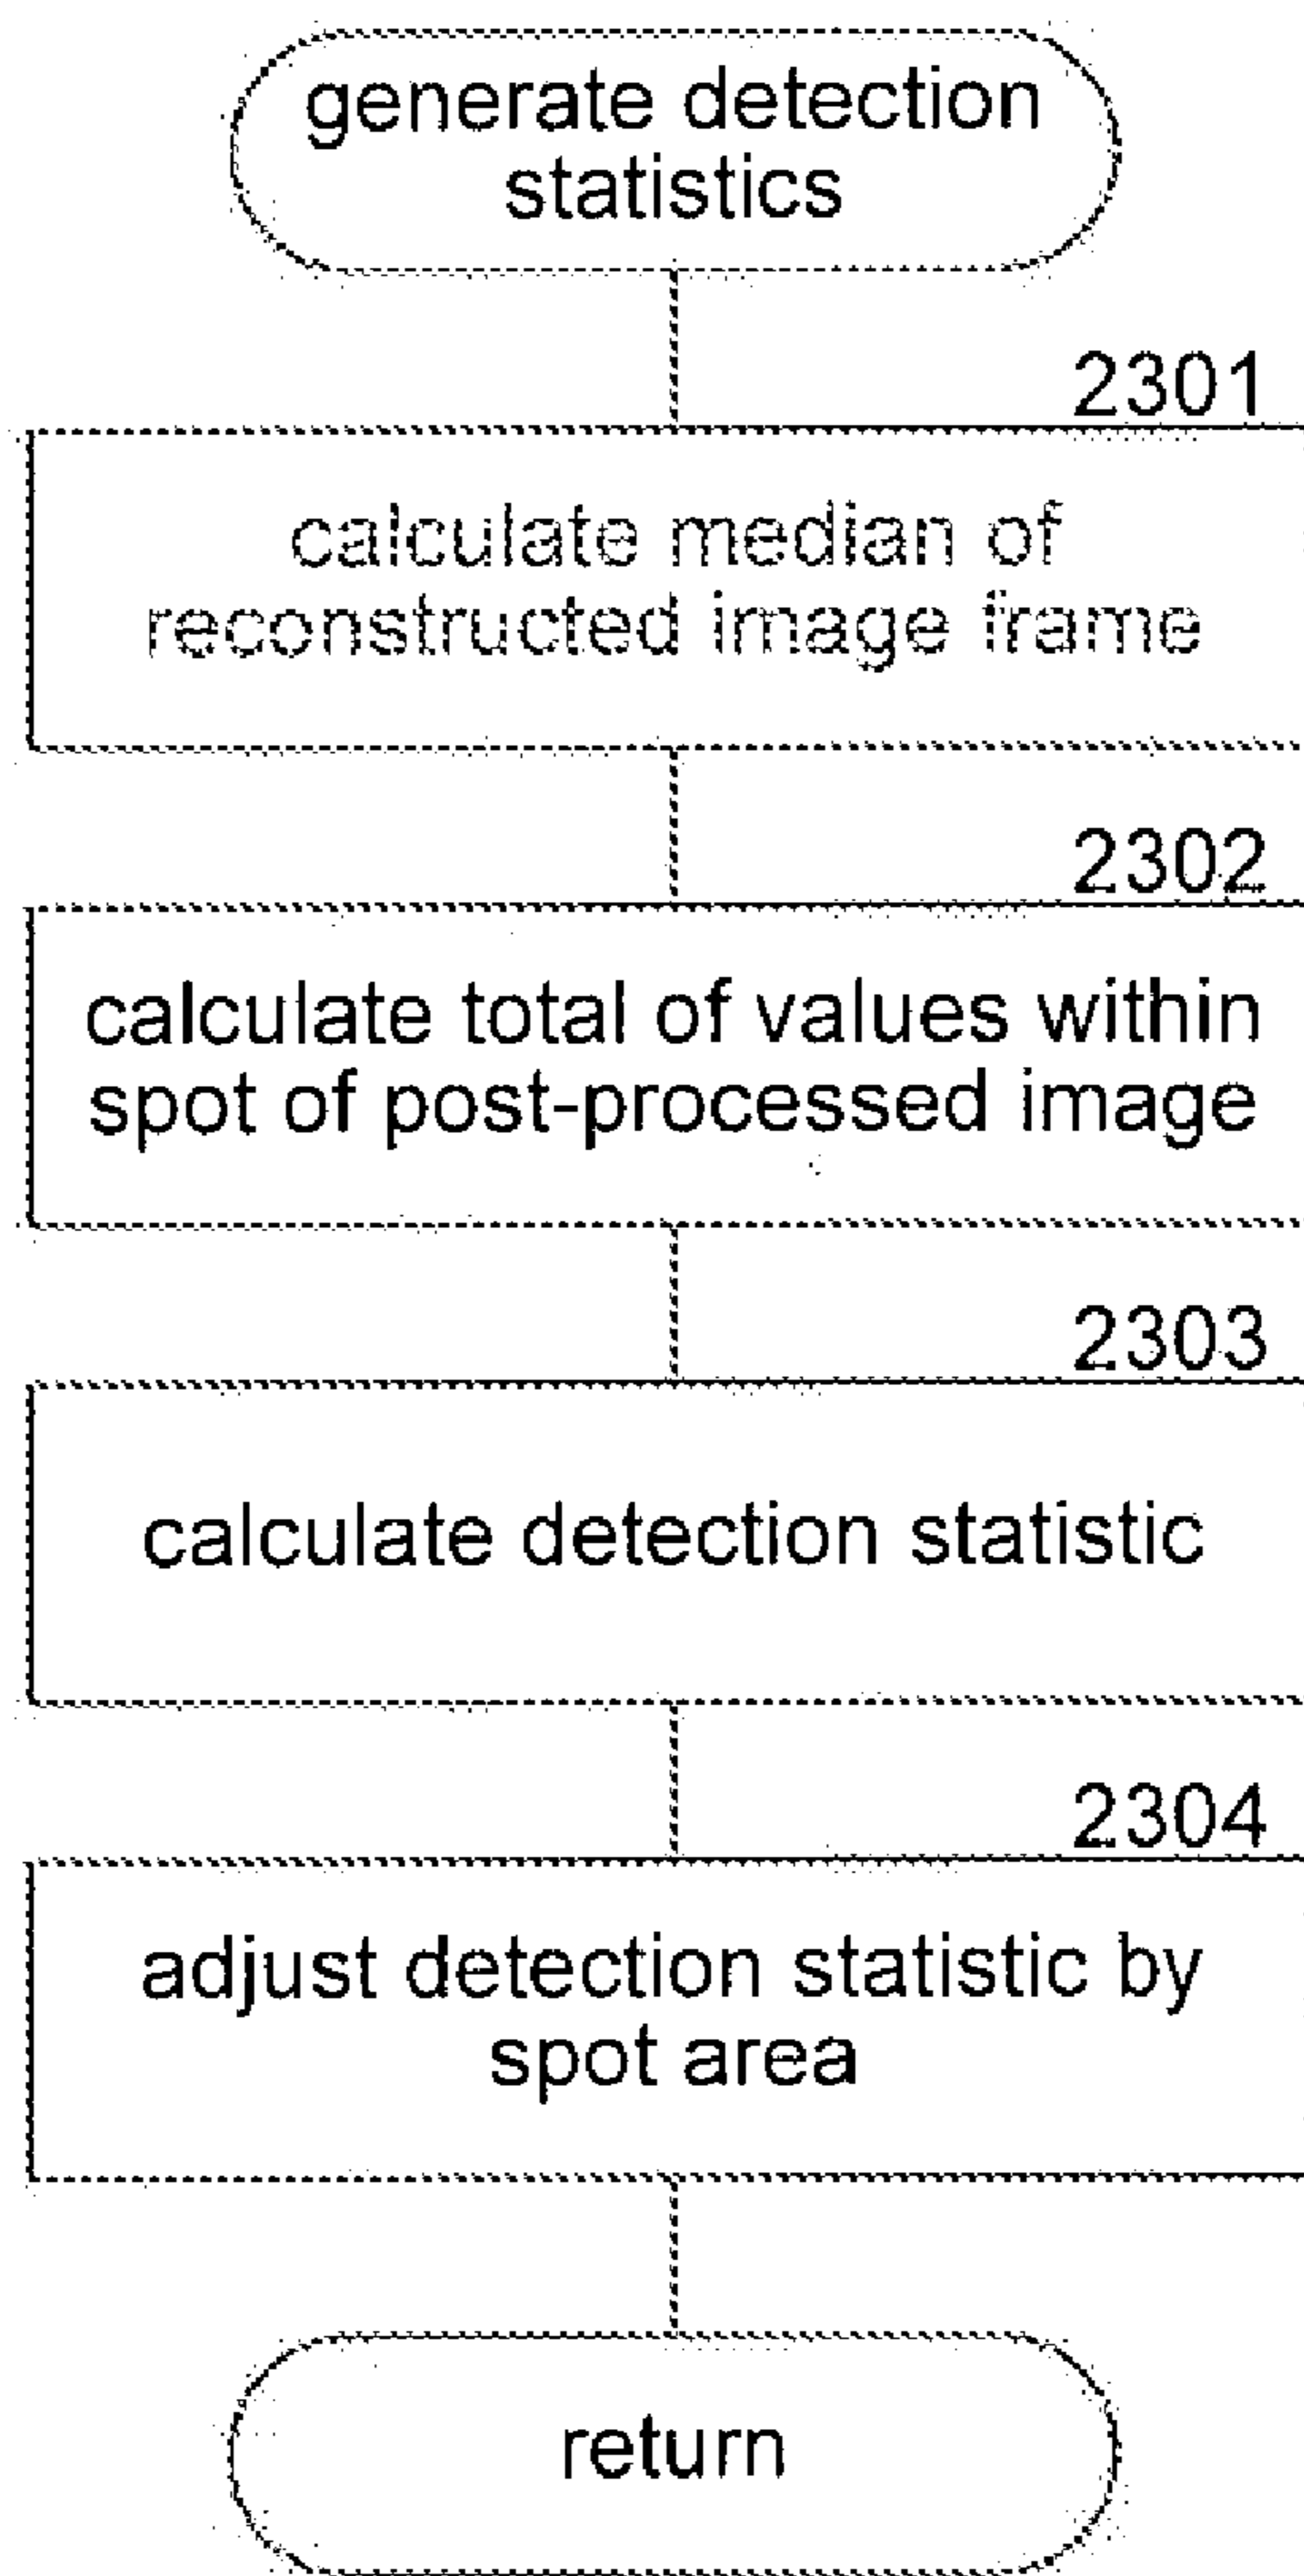 generate detection
statistics
2301
calculate median of
reconstructed image frame
2302
calculate total of values within
spot of post-processed image
2303
calculate detection statistic
2304
adjust detection statistic by
spot area
return